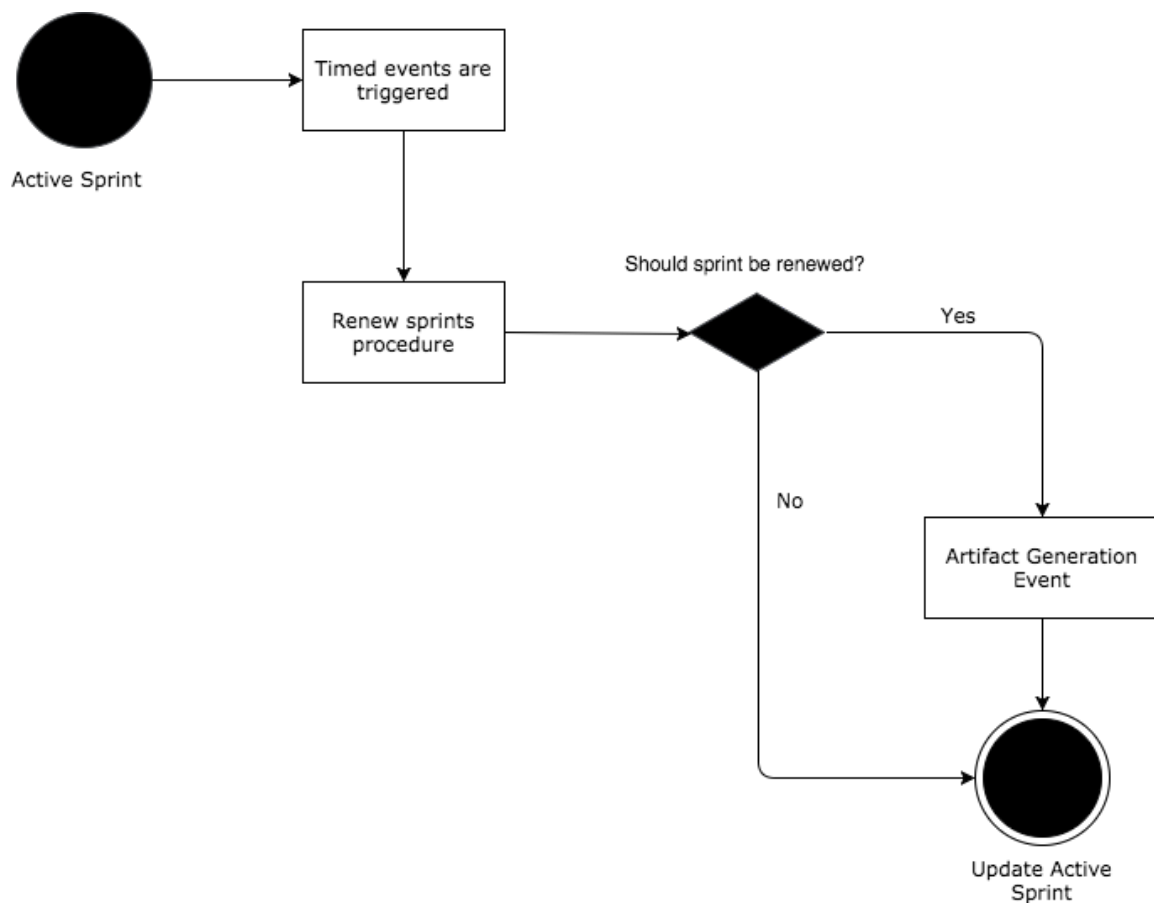 Timed events are
triggered
Active Sprint
Should sprint be renewed?
Renew sprints
procedure
Yes
No
Artifact Generation
Event
Update Active
Sprint